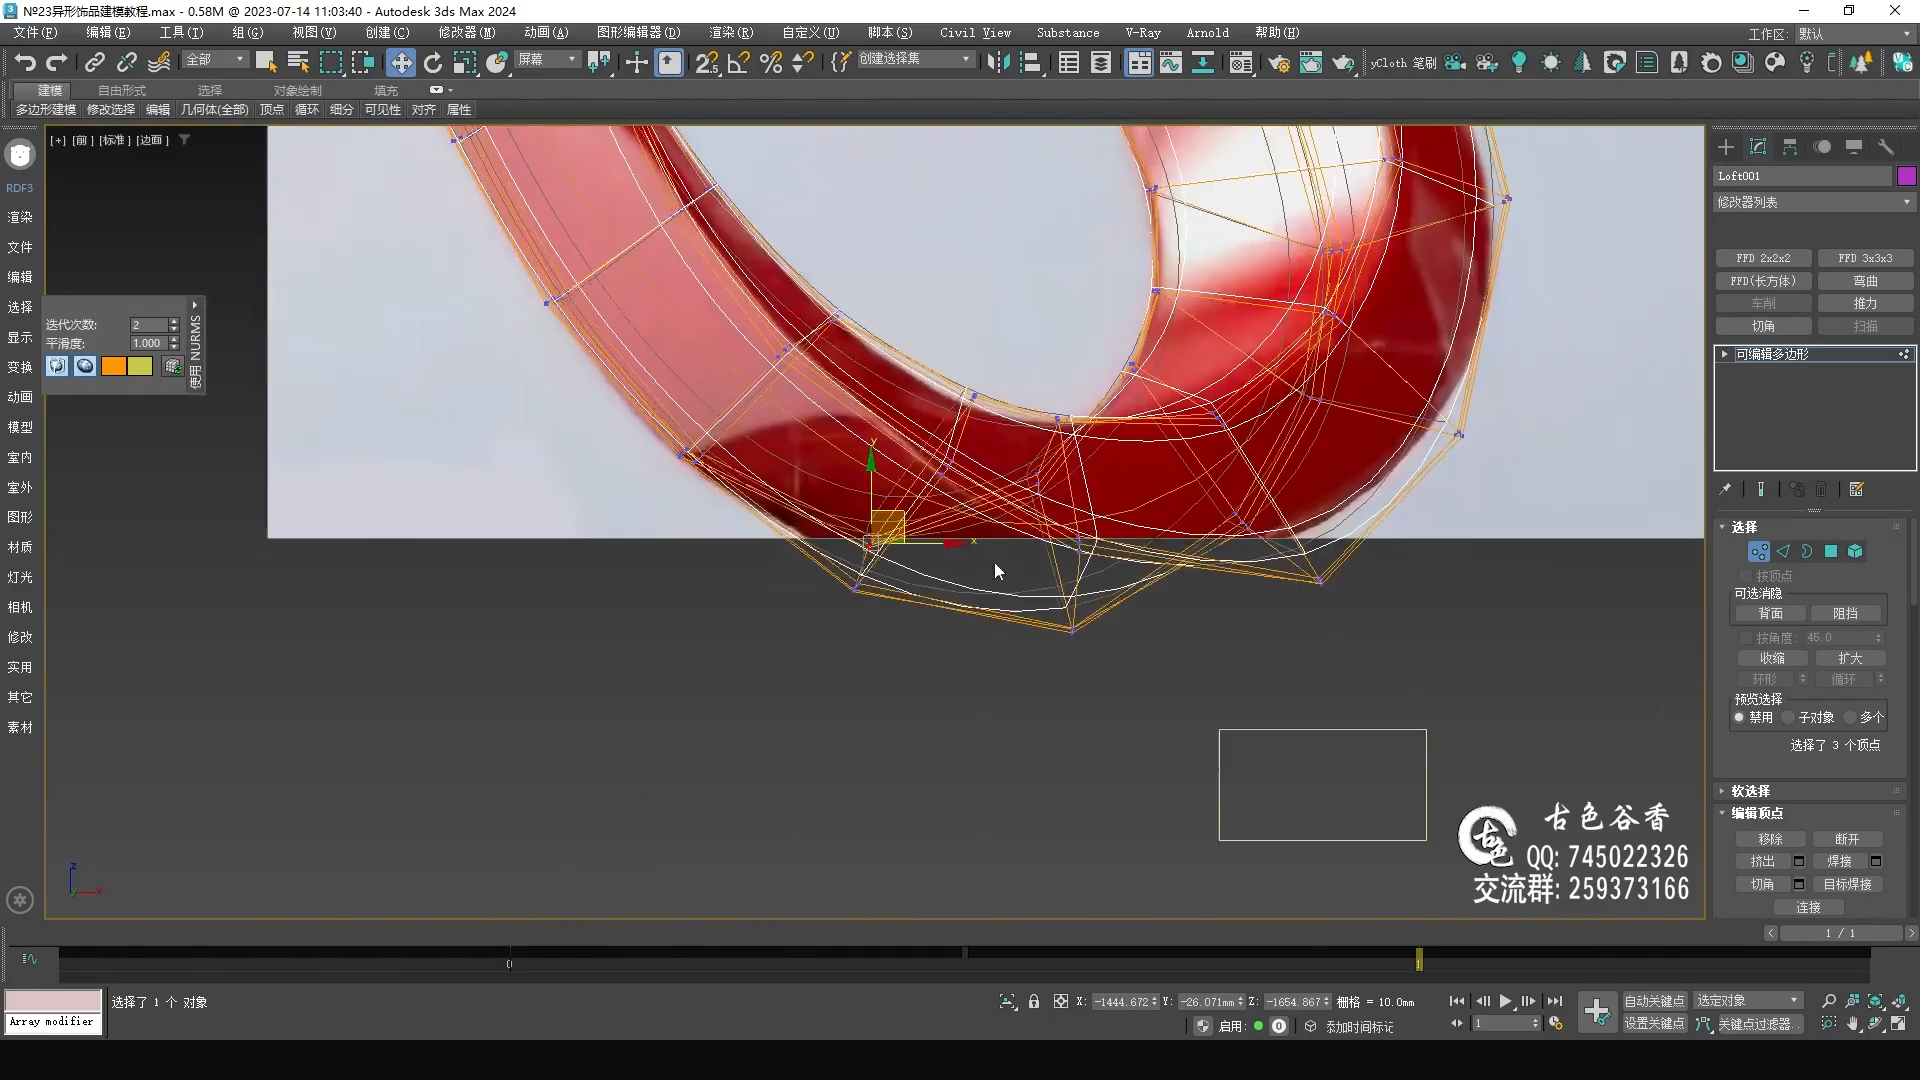 №23异形饰品建模教程.max - 0.58M @ 2023-07-14 11:03:40 - Autodesk 3ds Max 2024
文件(F) 编辑(E) 工具(T) 组(G) 视图(V) 创建(C) 修改器(M) 动画(A) 图形编辑器(D) 渲染(R) 自定义(U) 脚本(S) Civil View Substance V-Ray Arnold 帮助(H)
工作区: 默认
全部 屏幕 创建选择集 yCloth 笔刷
建模 自由形式 选择 对象绘制 填充
多边形建模 修改选择 编辑 几何体(全部) 顶点 循环 细分 可见性 对齐 属性
[+] [前 ] [标准 ] [边面 ]
RDF3
渲染
文件
编辑
选择
显示
变换
动画
模型
室内
室外
图形
材质
灯光
相机
修改
实用
其它
素材
迭代次数: 2
平滑度: 1.000
使用 NURMS
y
x
z
x
y
Loft001
修改器列表
FFD 2x2x2 FFD 3x3x3
FFD(长方体) 弯曲
车削 推力
切角 扫描
可编辑多边形
选择
按顶点
可选消隐
背面 阻挡
按角度: 45.0
收缩 扩大
环形 循环
预览选择
禁用 子对象 多个
选择了 3 个顶点
软选择
编辑顶点
移除 断开
挤出 焊接
切角 目标焊接
连接
1 / 1
古色
古色谷香
QQ: 745022326
交流群: 259373166
0
1
Array modifier
选择了 1 个 对象
X: -1444.672 Y: -26.071mm Z: -1654.867 栅格 = 10.0mm
启用: 0 添加时间标记
1
自动关键点 选定对象
设置关键点 关键点过滤器...